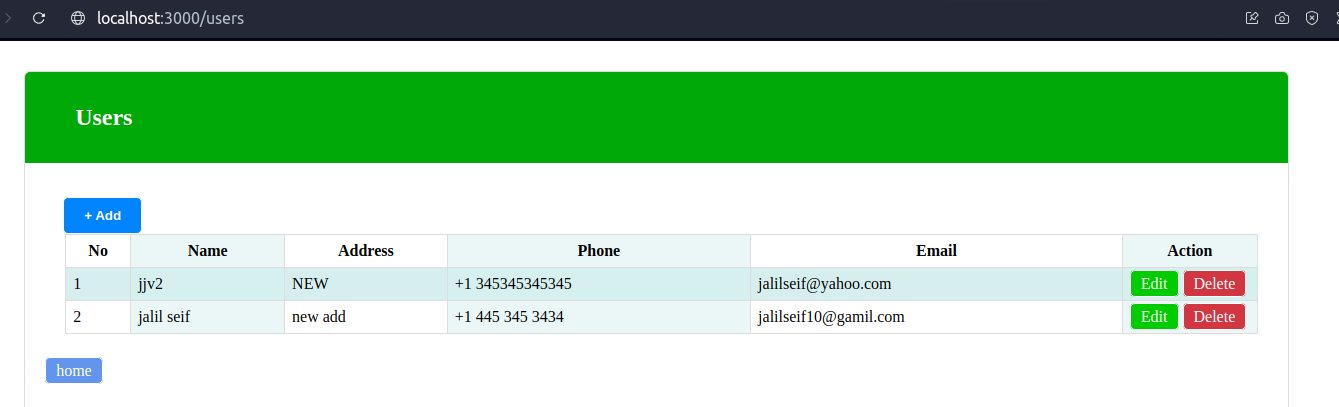 localhost:3000/users
Users
+ Add
No Name Address Phone Email Action
1 jjv2 NEW +1 345345345345 jalilseif@yahoo.com Edit Delete
2 jalil seif new add +1 445 345 3434 jalilseif10@gamil.com Edit Delete
home